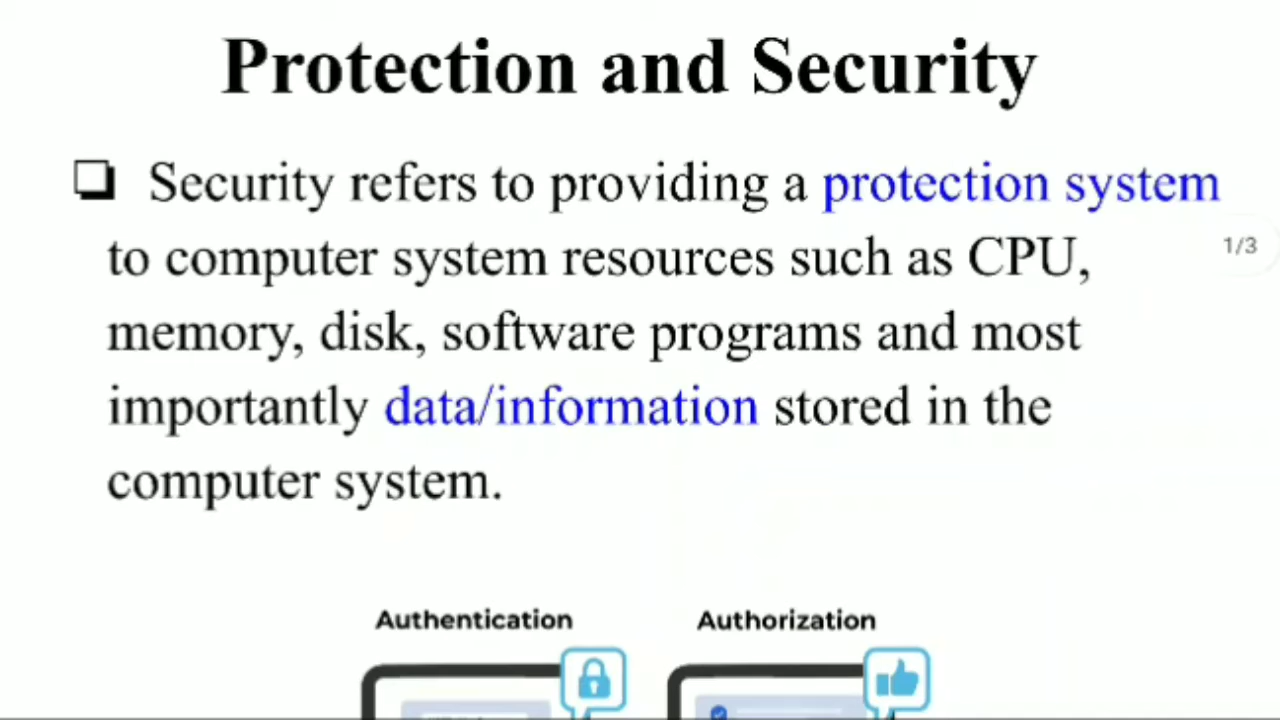 Protection and Security
❑ Security refers to providing a protection system
to computer system resources such as CPU,
1/3
memory, disk, software programs and most
importantly data/information stored in the
computer system.
Authentication Authorization